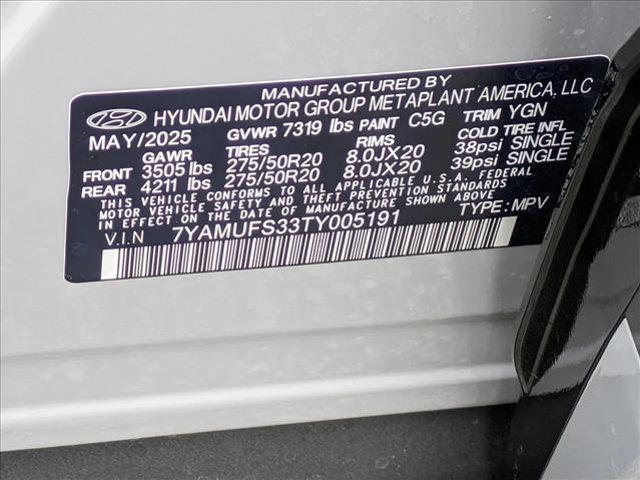 MANUFACTURED BY
HYUNDAI MOTOR GROUP METAPLANT AMERICA, LLC
MAY/2025 GVWR 7319 lbs PAINT C5G TRIM YGN
GAWR TIRES RIMS COLD TIRE INFL
FRONT 3505 lbs 275/50R20 8.0JX20 38psi SINGLE
REAR 4211 lbs 275/50R20 8.0JX20 39psi SINGLE
THIS VEHICLE CONFORMS TO ALL APPLICABLE U.S.A. FEDERAL
MOTOR VEHICLE SAFETY AND THEFT PREVENTION STANDARDS
IN EFFECT ON THE DATE OF MANUFACTURE SHOWN ABOVE
V.I.N 7YAMUFS33TY005191 TYPE: MPV